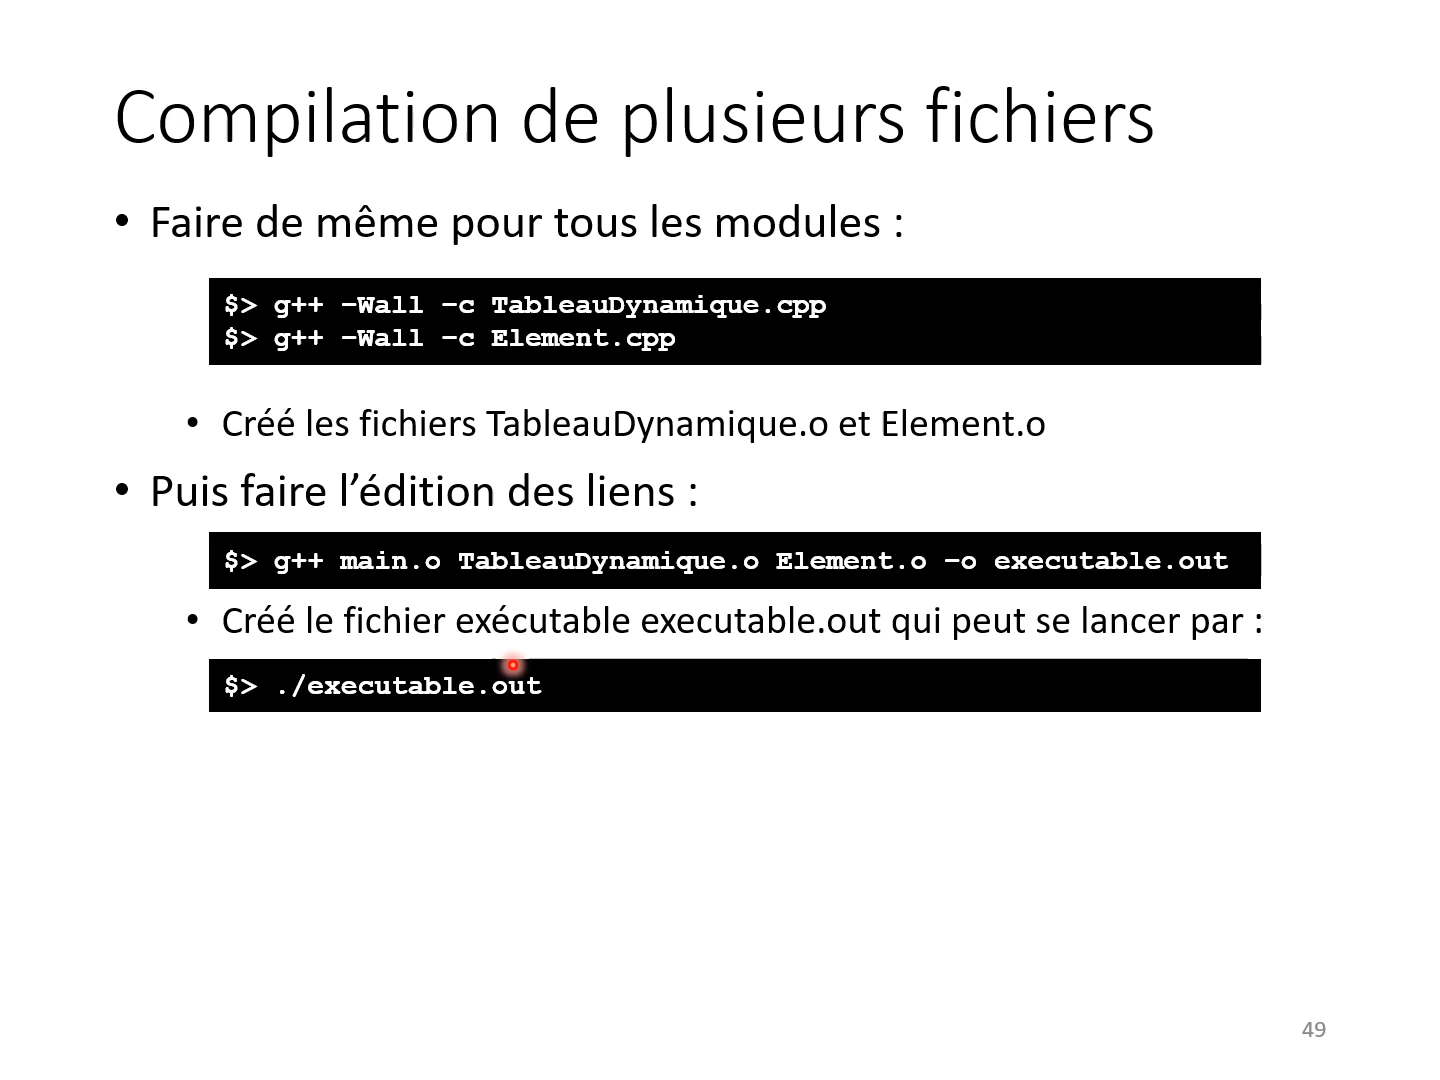 Compilation de plusieurs fichiers
• Faire de même pour tous les modules :
$> g++ –Wall –c TableauDynamique.cpp
$> g++ –Wall –c Element.cpp
• Créé les fichiers TableauDynamique.o et Element.o
• Puis faire l’édition des liens :
$> g++ main.o TableauDynamique.o Element.o –o executable.out
• Créé le fichier exécutable executable.out qui peut se lancer par :
$> ./executable.out
49